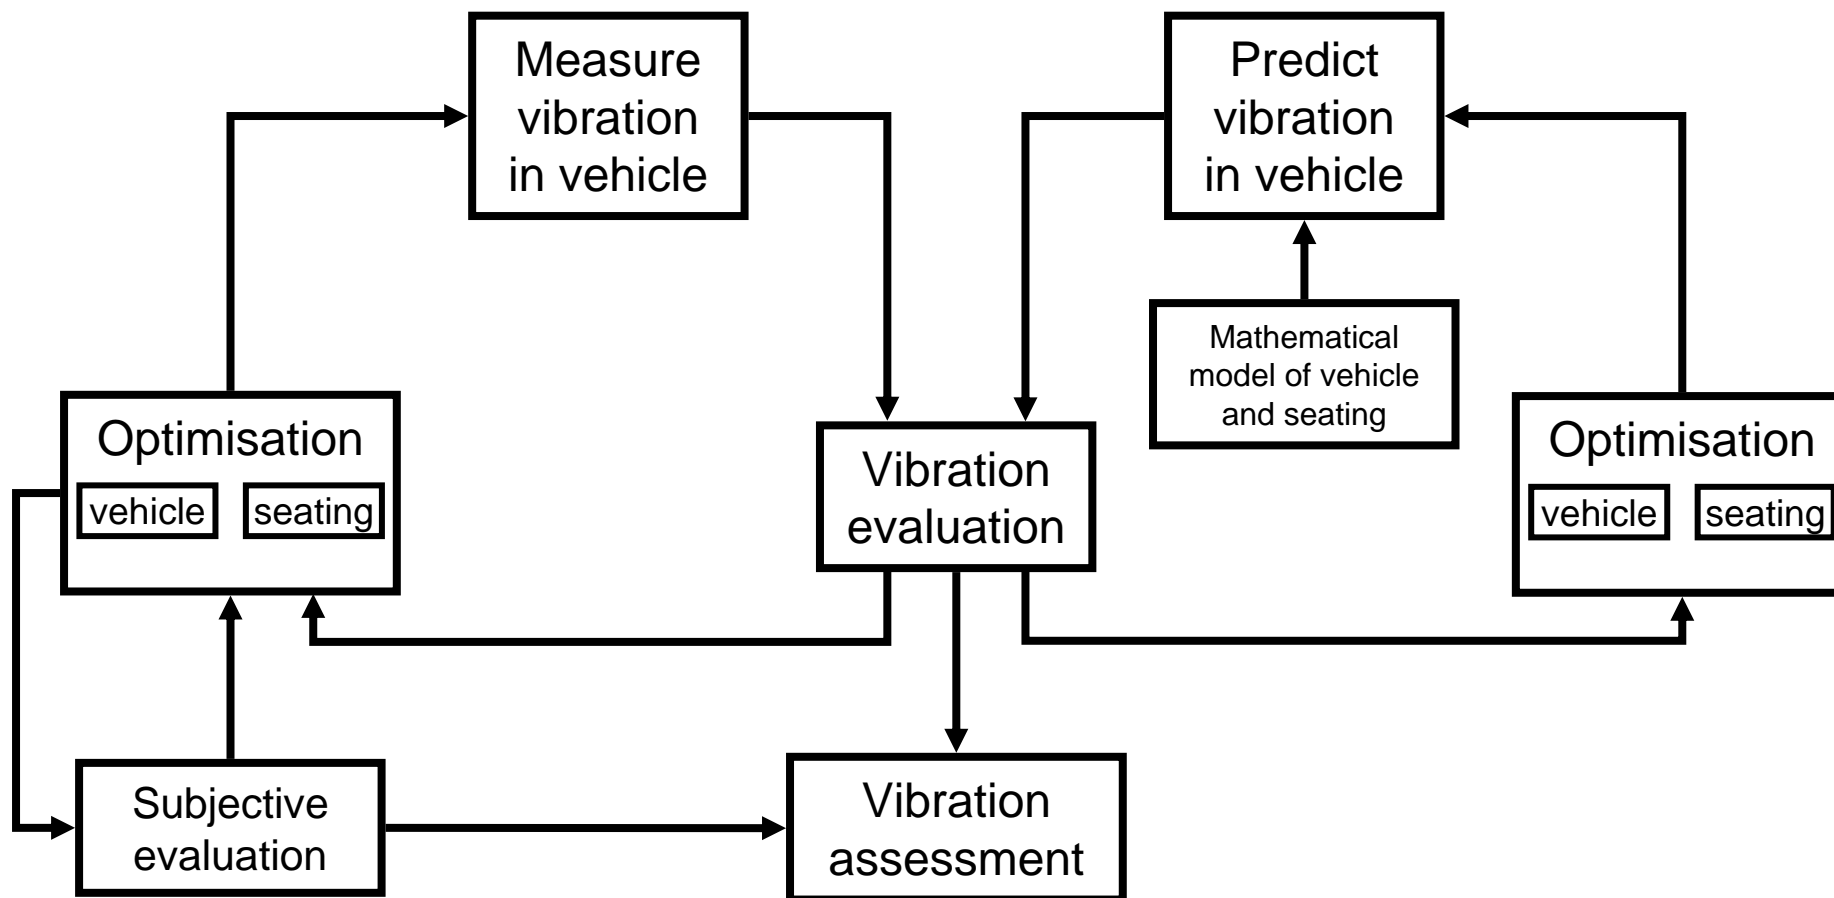 Measure
vibration
in vehicle
Predict
vibration
in vehicle
Mathematical
model of vehicle
and seating
Optimisation
vehicle
seating
Vibration
evaluation
Optimisation
vehicle
seating
Subjective
evaluation
Vibration
assessment